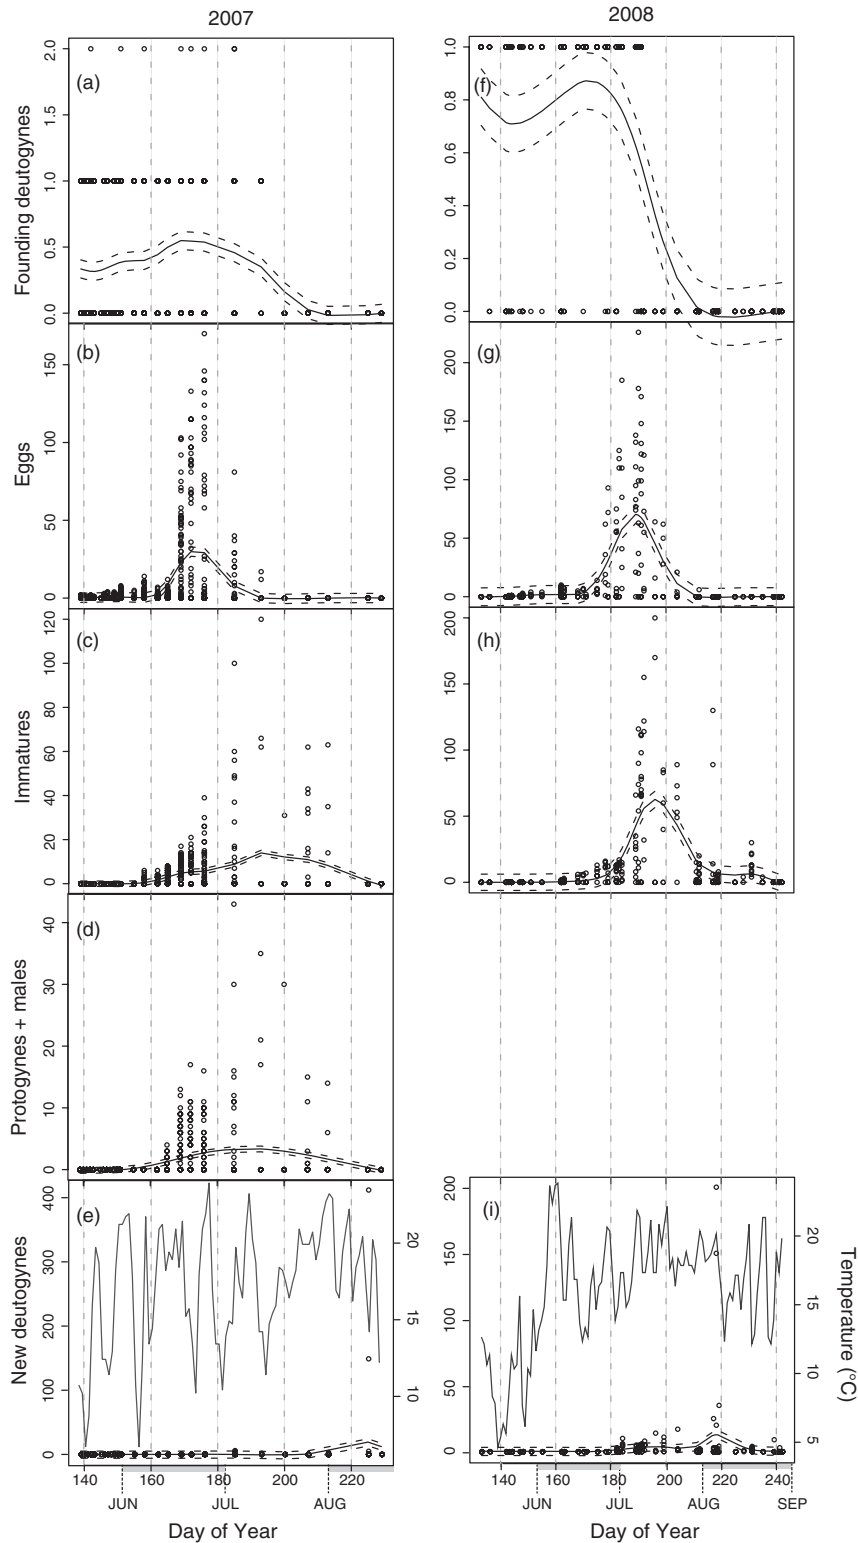 2007
2008
Founding deutogynes
2.0
1.5
1.0
0.5
0.0
(a)
1.0
0.8
0.6
0.4
0.2
0.0
(f)
Eggs
150
100
50
0
(b)
200
150
100
50
0
(g)
Immatures
120
100
80
60
40
20
0
(c)
200
150
100
50
0
(h)
Protogynes + males
40
30
20
10
0
(d)
New deutogynes
400
300
200
100
0
(e)
20
15
10
200
150
100
50
0
(i)
20
15
10
5
Temperature (°C)
140 160 180 200 220
JUN JUL AUG
Day of Year
140 160 180 200 220 240
JUN JUL AUG SEP
Day of Year